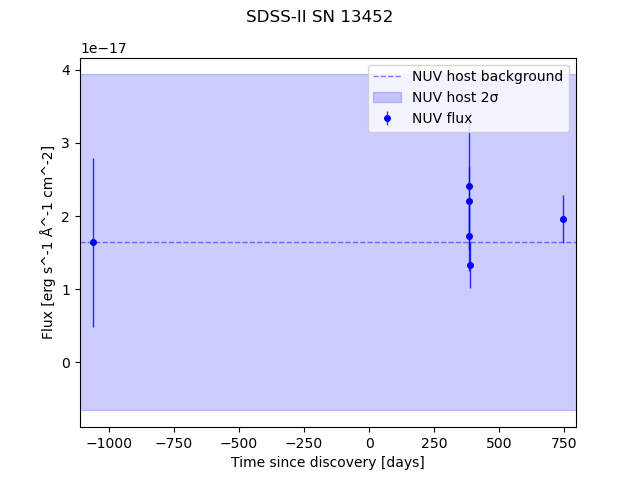 SDSS-II SN 13452
1e−17
NUV host background
NUV host 2σ
NUV flux
4
3
2
1
0
Flux [erg s^-1 Å^-1 cm^-2]
−1000 −750 −500 −250 0 250 500 750
Time since discovery [days]